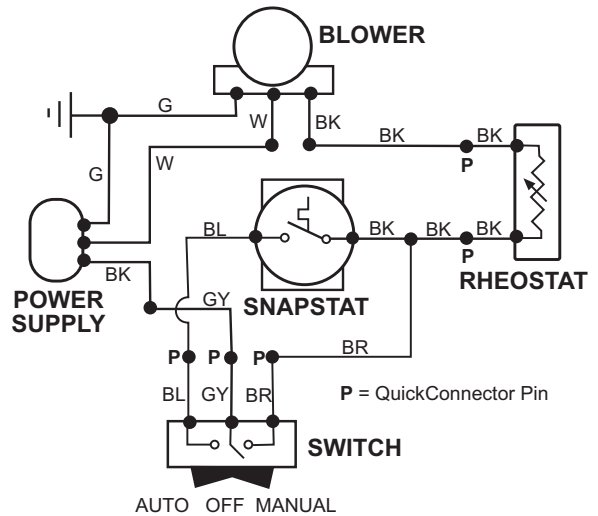 BLOWER
G
W
BK
BK
BK
P
W
G
BL
BK
BK
BK
P
RHEOSTAT
SNAPSTAT
BK
POWER
SUPPLY
GY
BR
P
P
P
BL
GY
BR
P = QuickConnector Pin
SWITCH
AUTO OFF MANUAL